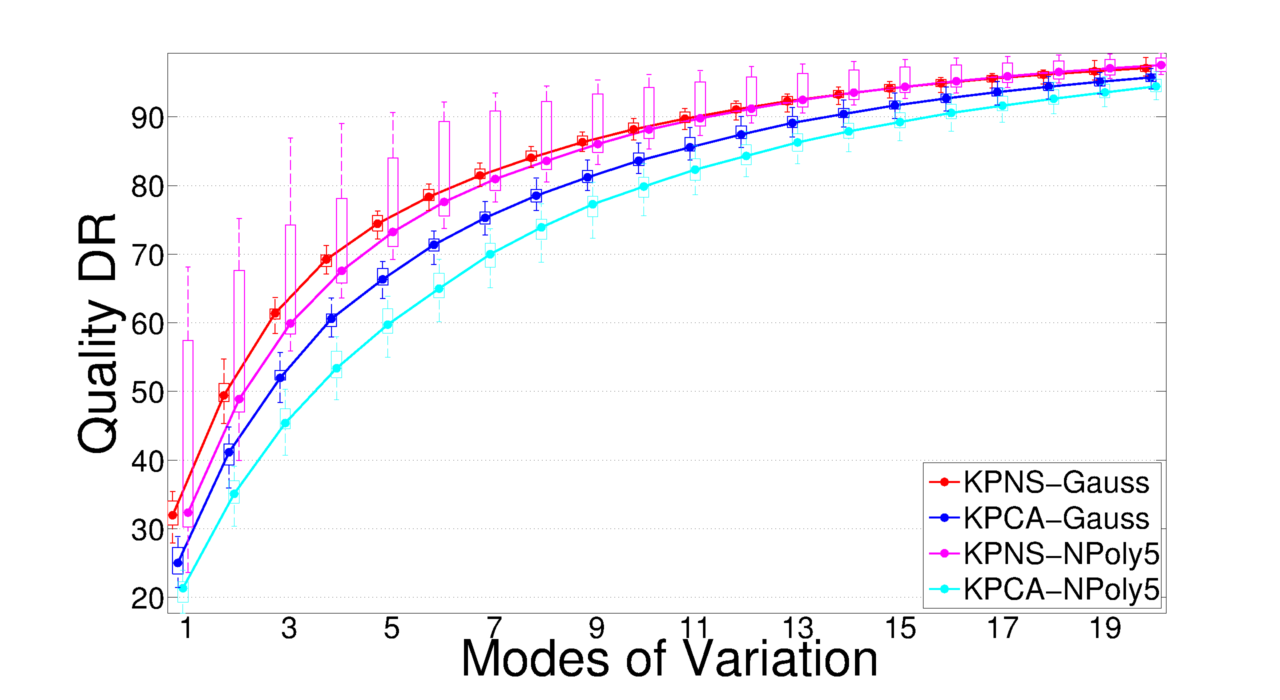 Quality DR
90
80
70
60
50
40
30
20
1 3 5 7 9 11 13 15 17 19
Modes of Variation
KPNS-Gauss
KPCA-Gauss
KPNS-NPoly5
KPCA-NPoly5